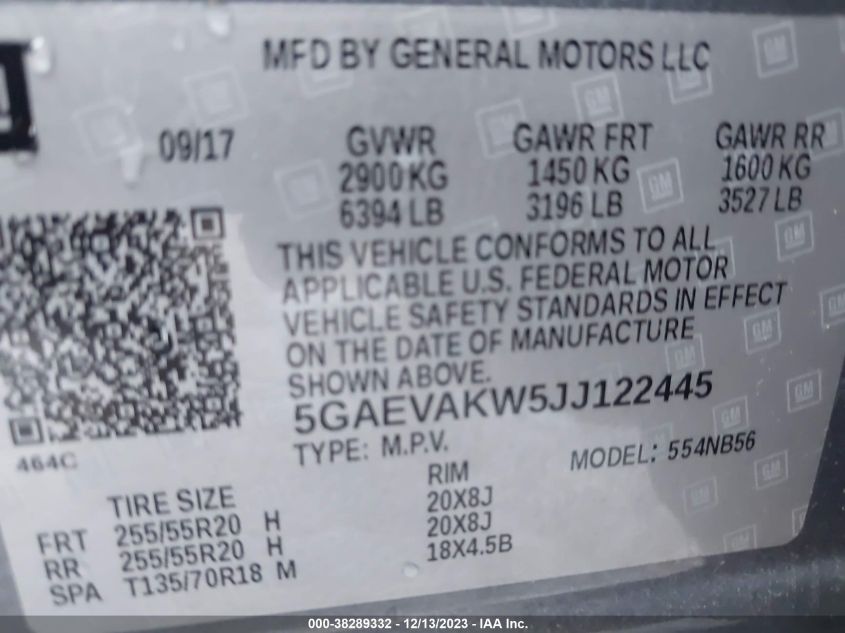 MFD BY GENERAL MOTORS LLC
09/17 GVWR GAWR FRT GAWR RR
2900 KG 1450 KG 1600 KG
6394 LB 3196 LB 3527 LB
THIS VEHICLE CONFORMS TO ALL
APPLICABLE U.S. FEDERAL MOTOR
VEHICLE SAFETY STANDARDS IN EFFECT
ON THE DATE OF MANUFACTURE
SHOWN ABOVE.
5GAEVAKW5JJ122445
464C
TYPE: M.P.V. MODEL: 554NB56
TIRE SIZE RIM
FRT 255/55R20 H 20X8J
RR 255/55R20 H 20X8J
SPA T135/70R18 M 18X4.5B
000-38289332 - 12/13/2023 - IAA Inc.